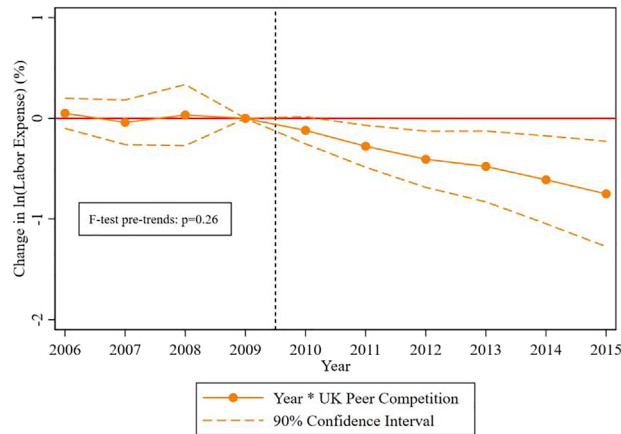 Change in ln(Labor Expense) (%)
1
0
-1
-2
F-test pre-trends: p=0.26
2006 2007 2008 2009 2010 2011 2012 2013 2014 2015
Year
Year * UK Peer Competition
90% Confidence Interval